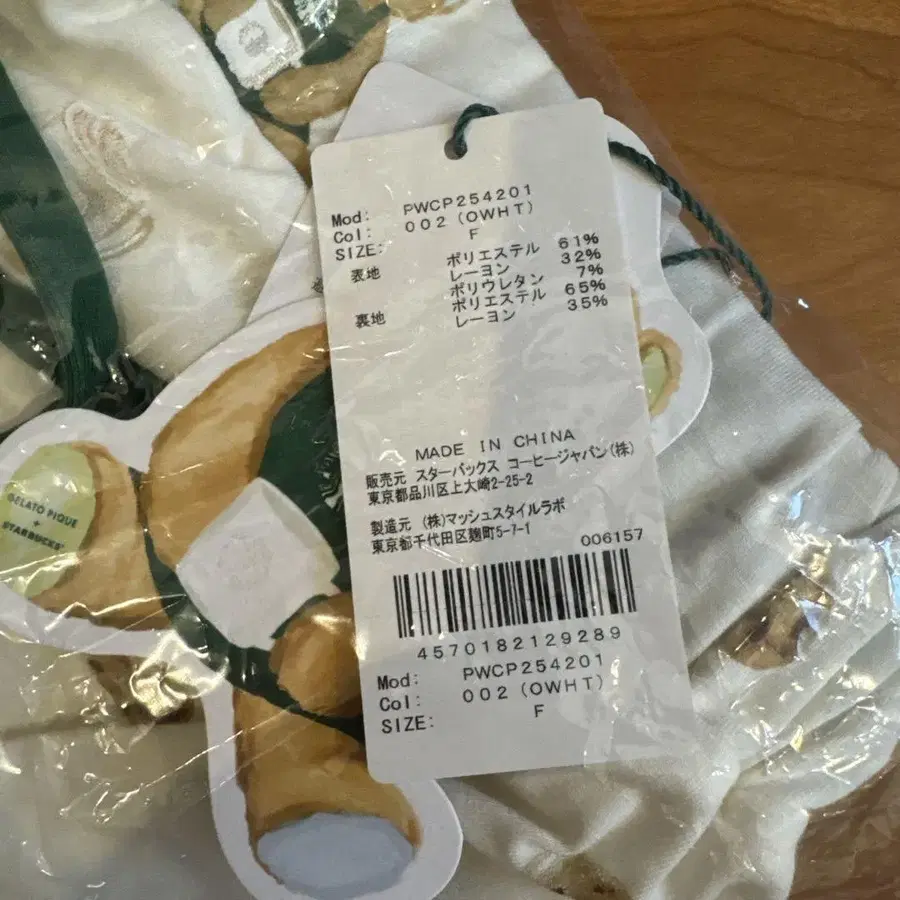 Mod: PWCP254201
Col: 002 (OWHT)
SIZE: F
表地 ポリエステル 61%
レーヨン 32%
ポリウレタン 7%
裏地 ポリエステル 65%
レーヨン 35%
MADE IN CHINA
販売元 スターバックス コーヒージャパン(株)
東京都品川区上大崎2-25-2
製造元 (株)マッシュスタイルラボ
東京都千代田区麹町5-7-1
006157
4570182129289
Mod: PWCP254201
Col: 002 (OWHT)
SIZE: F
GELATO PIQUE
+
STARBUCKS